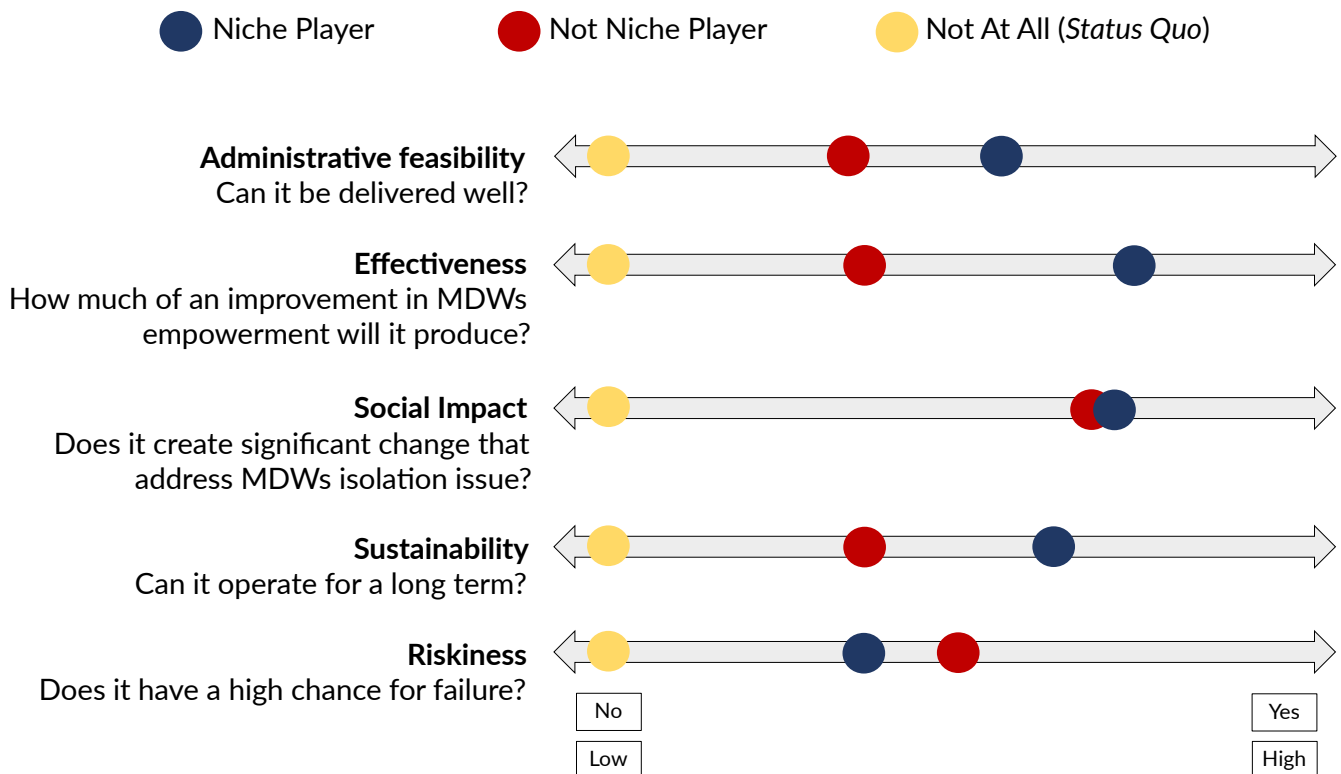 Niche Player
Not Niche Player
Not At All (Status Quo)
Administrative feasibility
Can it be delivered well?
Effectiveness
How much of an improvement in MDWs
empowerment will it produce?
Social Impact
Does it create significant change that
address MDWs isolation issue?
Sustainability
Can it operate for a long term?
Riskiness
Does it have a high chance for failure?
No
Yes
Low
High